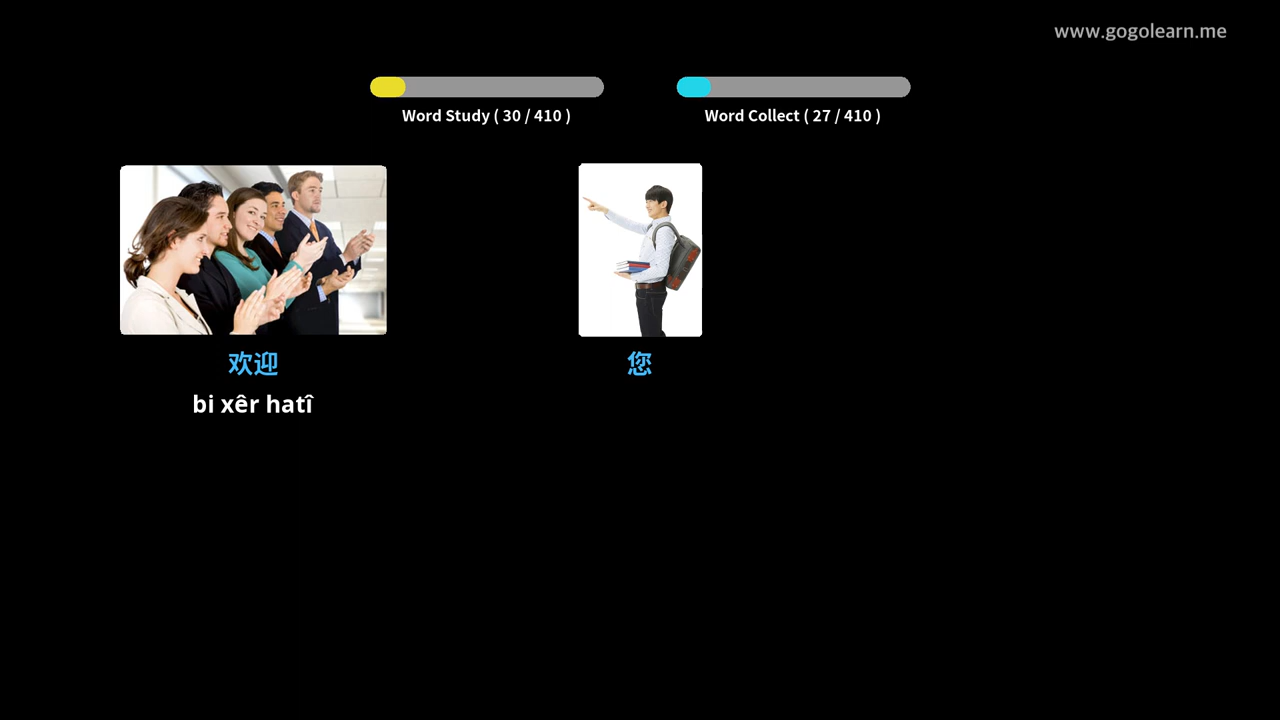 www.gogolearn.me
Word Study ( 30 / 410 )
Word Collect ( 27 / 410 )
欢迎
您
bi xêr hatî